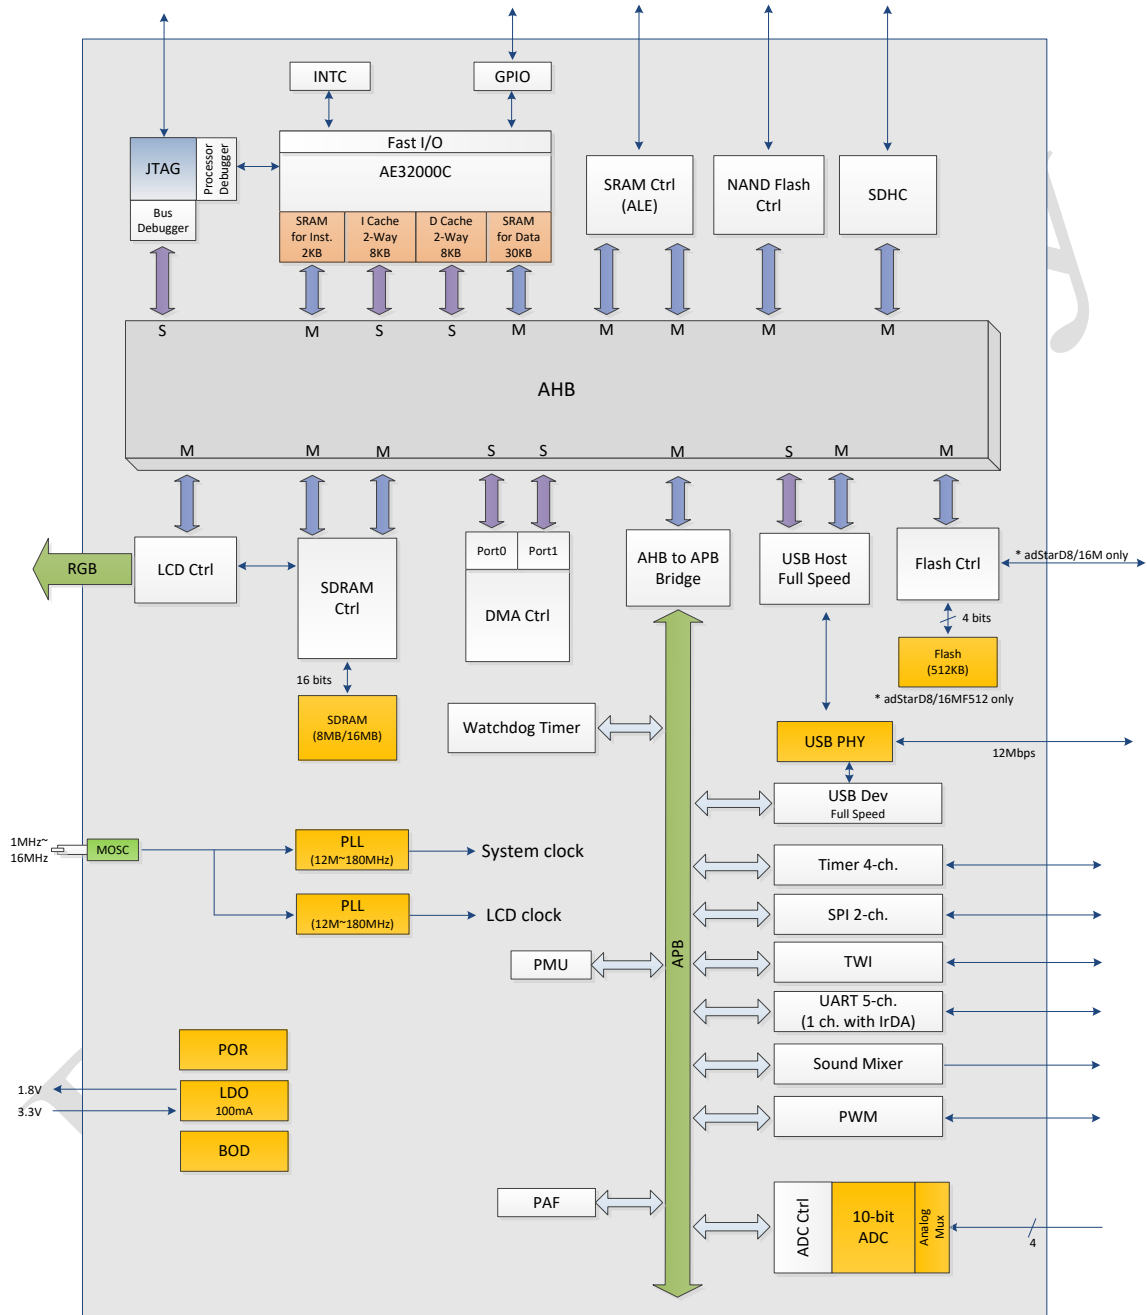 INTC
GPIO
Fast I/O
JTAG
Processor
Debugger
AE32000C
SRAM Ctrl
(ALE)
NAND Flash
Ctrl
SDHC
Bus
Debugger
SRAM
for Inst.
2KB
I Cache
2-Way
8KB
D Cache
2-Way
8KB
SRAM
for Data
30KB
S
M
S
S
M
M
M
M
M
AHB
M
M
M
S
S
M
S
M
M
RGB
LCD Ctrl
SDRAM
Ctrl
Port0
Port1
DMA Ctrl
AHB to APB
Bridge
USB Host
Full Speed
Flash Ctrl
* adStarD8/16M only
4 bits
Flash
(512KB)
* adStarD8/16MF512 only
16 bits
SDRAM
(8MB/16MB)
Watchdog Timer
USB PHY
12Mbps
USB Dev
Full Speed
1MHz~
16MHz
MOSC
PLL
(12M~180MHz)
System clock
PLL
(12M~180MHz)
LCD clock
Timer 4-ch.
SPI 2-ch.
PMU
APB
TWI
UART 5-ch.
(1 ch. with IrDA)
POR
Sound Mixer
1.8V
3.3V
LDO
100mA
PWM
BOD
PAF
ADC Ctrl
10-bit
ADC
Analog
Mux
4